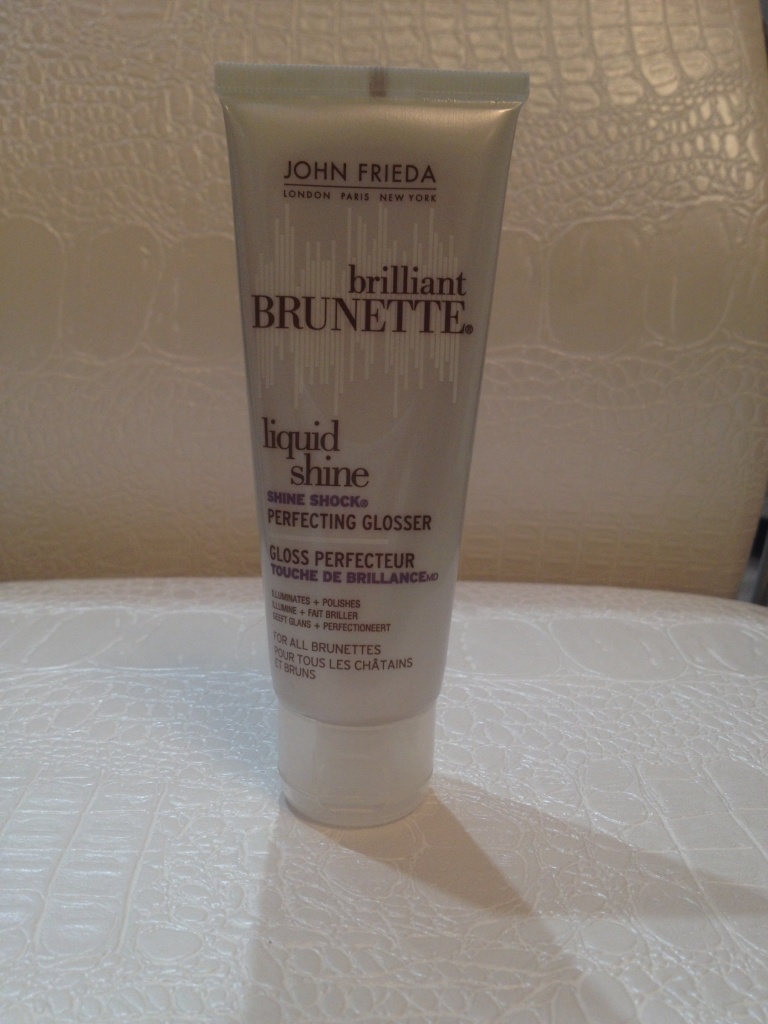 JOHN FRIEDA
LONDON PARIS NEW YORK
brilliant
BRUNETTE®
liquid
shine
SHINE SHOCK®
PERFECTING GLOSSER
GLOSS PERFECTEUR
TOUCHE DE BRILLANCE MD
ILLUMINATES + POLISHES
ILLUMINE + FAIT BRILLER
GEEFT GLANS + PERFECTIONEERT
FOR ALL BRUNETTES
POUR TOUS LES CHÂTAINS
ET BRUNS